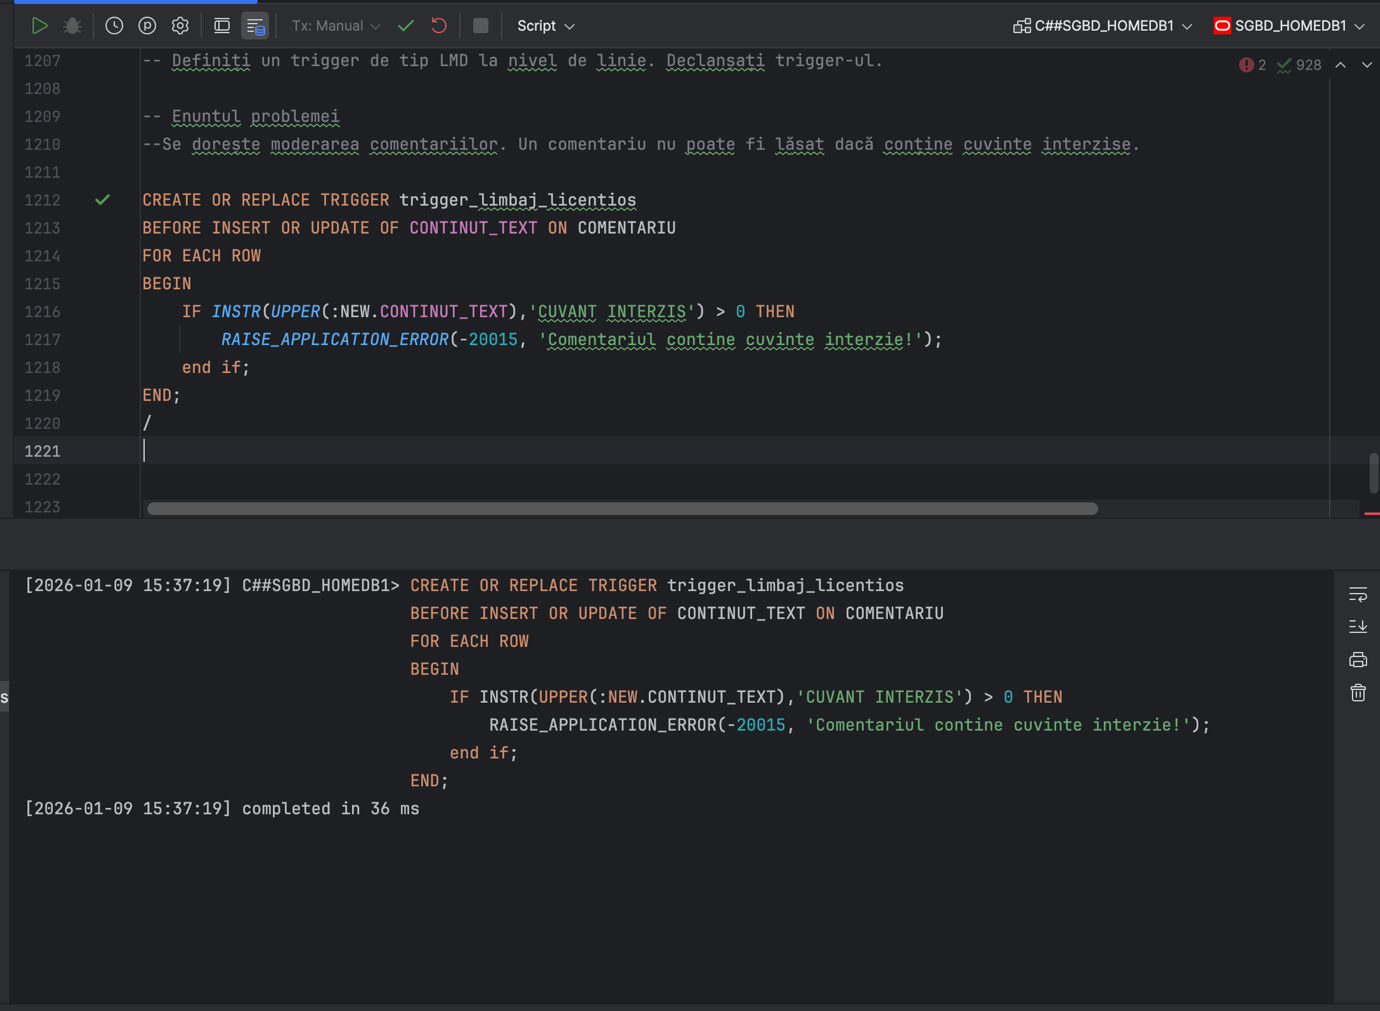 Tx: Manual
Script
C##SGBD_HOMEDB1
SGBD_HOMEDB1
2
928
1207 -- Definiți un trigger de tip LMD la nivel de linie. Declansați trigger-ul.
1208
1209 -- Enuntul problemei
1210 --Se dorește moderarea comentariilor. Un comentariu nu poate fi lăsat dacă conține cuvinte interzise.
1211
1212 CREATE OR REPLACE TRIGGER trigger_limbaj_licentios
1213 BEFORE INSERT OR UPDATE OF CONTINUT_TEXT ON COMENTARIU
1214 FOR EACH ROW
1215 BEGIN
1216 IF INSTR(UPPER(:NEW.CONTINUT_TEXT),'CUVANT INTERZIS') > 0 THEN
1217 RAISE_APPLICATION_ERROR(-20015, 'Comentariul contine cuvinte interzie!');
1218 end if;
1219 END;
1220 /
1221
1222
1223
[2026-01-09 15:37:19] C##SGBD_HOMEDB1> CREATE OR REPLACE TRIGGER trigger_limbaj_licentios
BEFORE INSERT OR UPDATE OF CONTINUT_TEXT ON COMENTARIU
FOR EACH ROW
BEGIN
IF INSTR(UPPER(:NEW.CONTINUT_TEXT),'CUVANT INTERZIS') > 0 THEN
RAISE_APPLICATION_ERROR(-20015, 'Comentariul contine cuvinte interzie!');
end if;
END;
[2026-01-09 15:37:19] completed in 36 ms
s